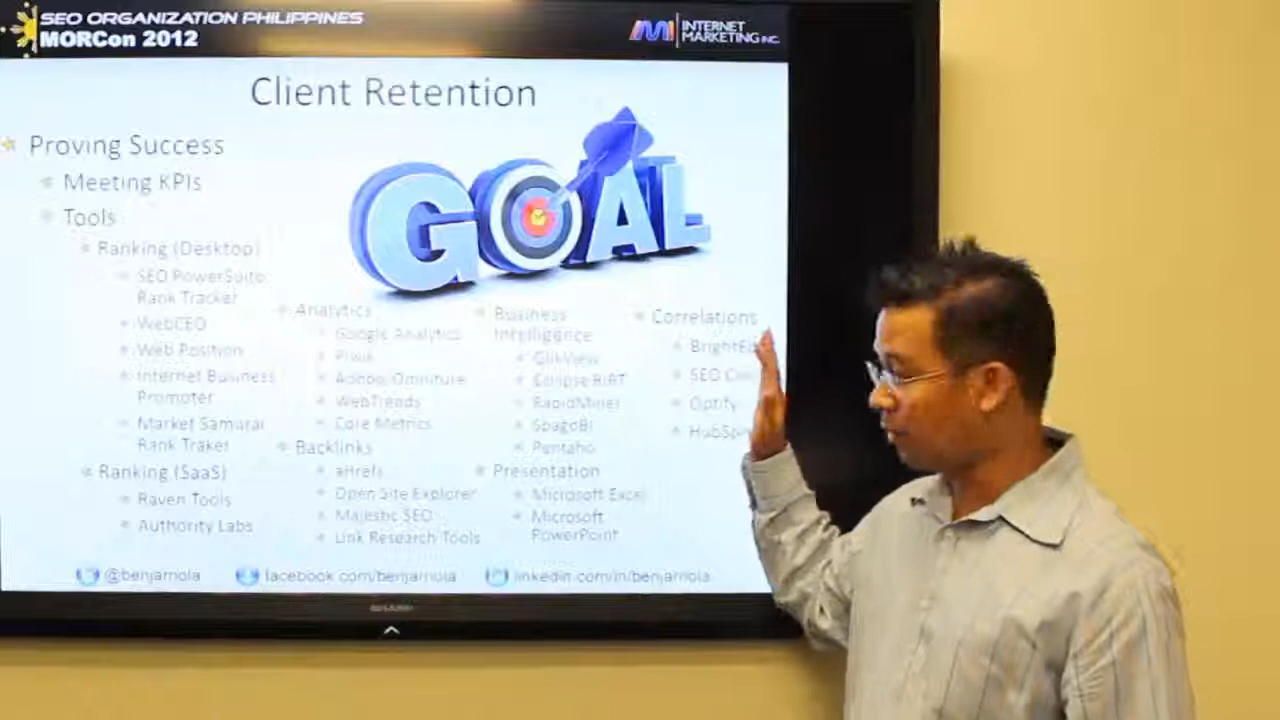 SEO ORGANIZATION PHILIPPINES
MORCon 2012
INTERNET
MARKETING INC.
Client Retention
GOAL
Proving Success
Meeting KPIs
Tools
Ranking (Desktop)
SEO PowerSuite
Rank Tracker
WebCEO
Web Position
Internet Business
Promoter
Market Samurai
Rank Traker
Ranking (SaaS)
Raven Tools
Authority Labs
Analytics
Google Analytics
Piwik
Adobe Omniture
WebTrends
Core Metrics
Backlinks
aHrefs
Open Site Explorer
Majestic SEO
Link Research Tools
Business
Intelligence
QlikView
Eclipse BIRT
RapidMiner
SpagoBI
Pentaho
Presentation
Microsoft Excel
Microsoft
PowerPoint
Correlations
SEO
Optify
@benjarriola
facebook.com/benjarriola
linkedin.com/in/benjarriola
SHARP